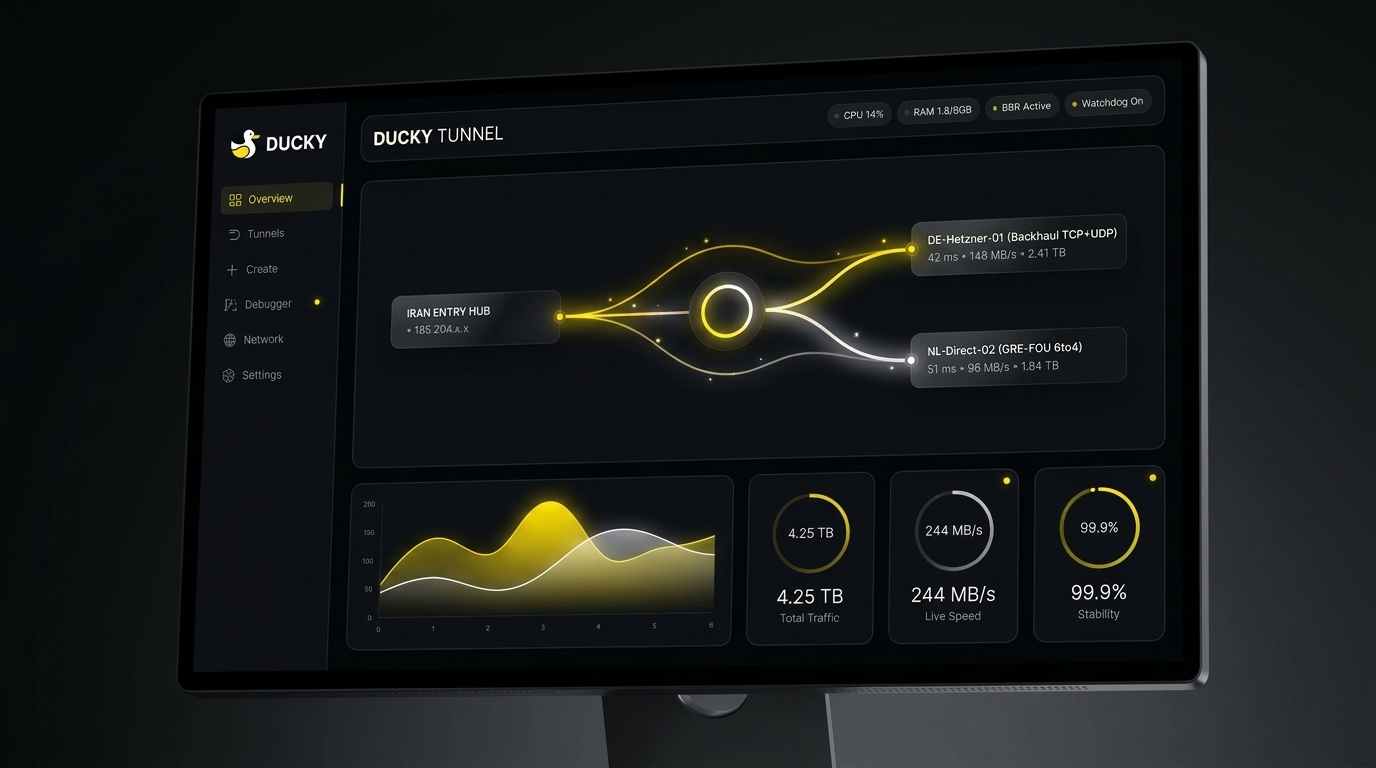 DUCKY
Overview
Tunnels
Create
Debugger
Network
Settings
DUCKY TUNNEL
CPU 14%
RAM 1.8/8GB
BBR Active
Watchdog On
IRAN ENTRY HUB
• 185 204.x.x
DE-Hetzner-01 (Backhaul TCP+UDP)
42 ms • 148 MB/s • 2.41 TB
NL-Direct-02 (GRE-FOU 6to4)
51 ms • 96 MB/s • 1.84 TB
200
150
100
50
0
0 1 2 3 4 5 6
4.25 TB
4.25 TB
Total Traffic
244 MB/s
244 MB/s
Live Speed
99.9%
99.9%
Stability